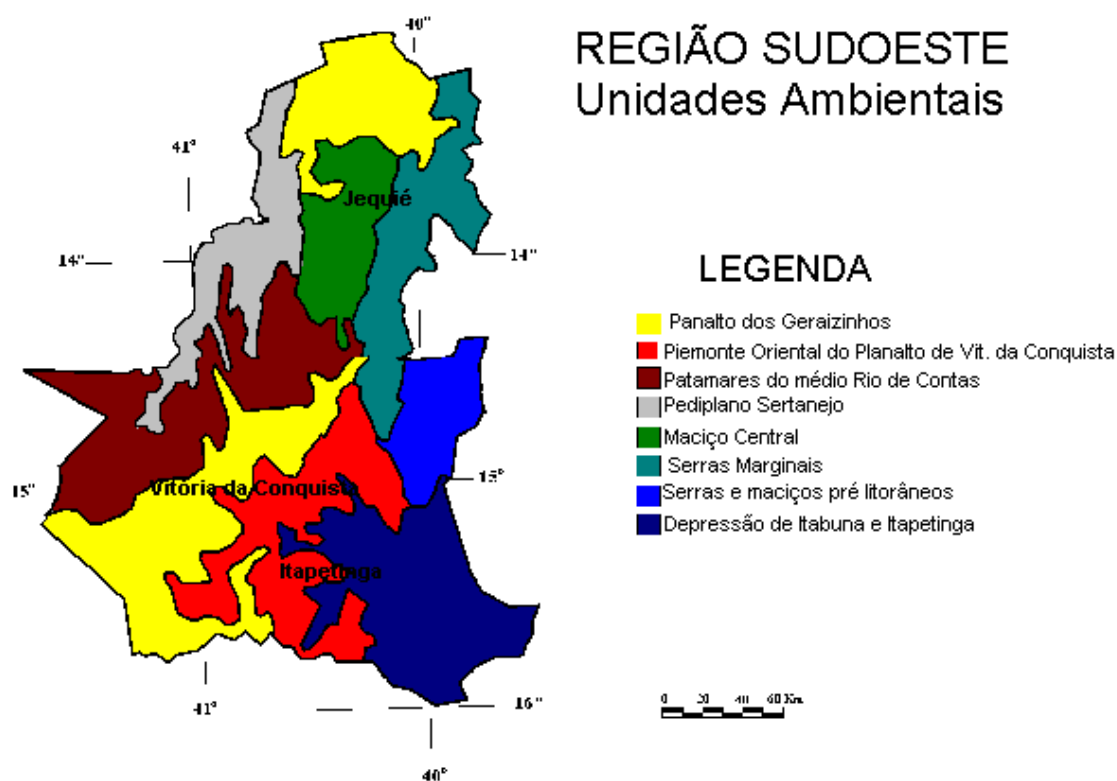 REGIÃO SUDOESTE
Unidades Ambientais
40°
41°
Jequié
14°
14°
LEGENDA
Panalto dos Geraizinhos
Piemonte Oriental do Planalto de Vit. da Conquista
Patamares do médio Rio de Contas
Pediplano Sertanejo
Maciço Central
Serras Marginais
Serras e maciços pré litorâneos
Depressão de Itabuna e Itapetinga
15°
15°
Vitória da Conquista
Itapetinga
0 20 40 60 Km
41°
16°
40°